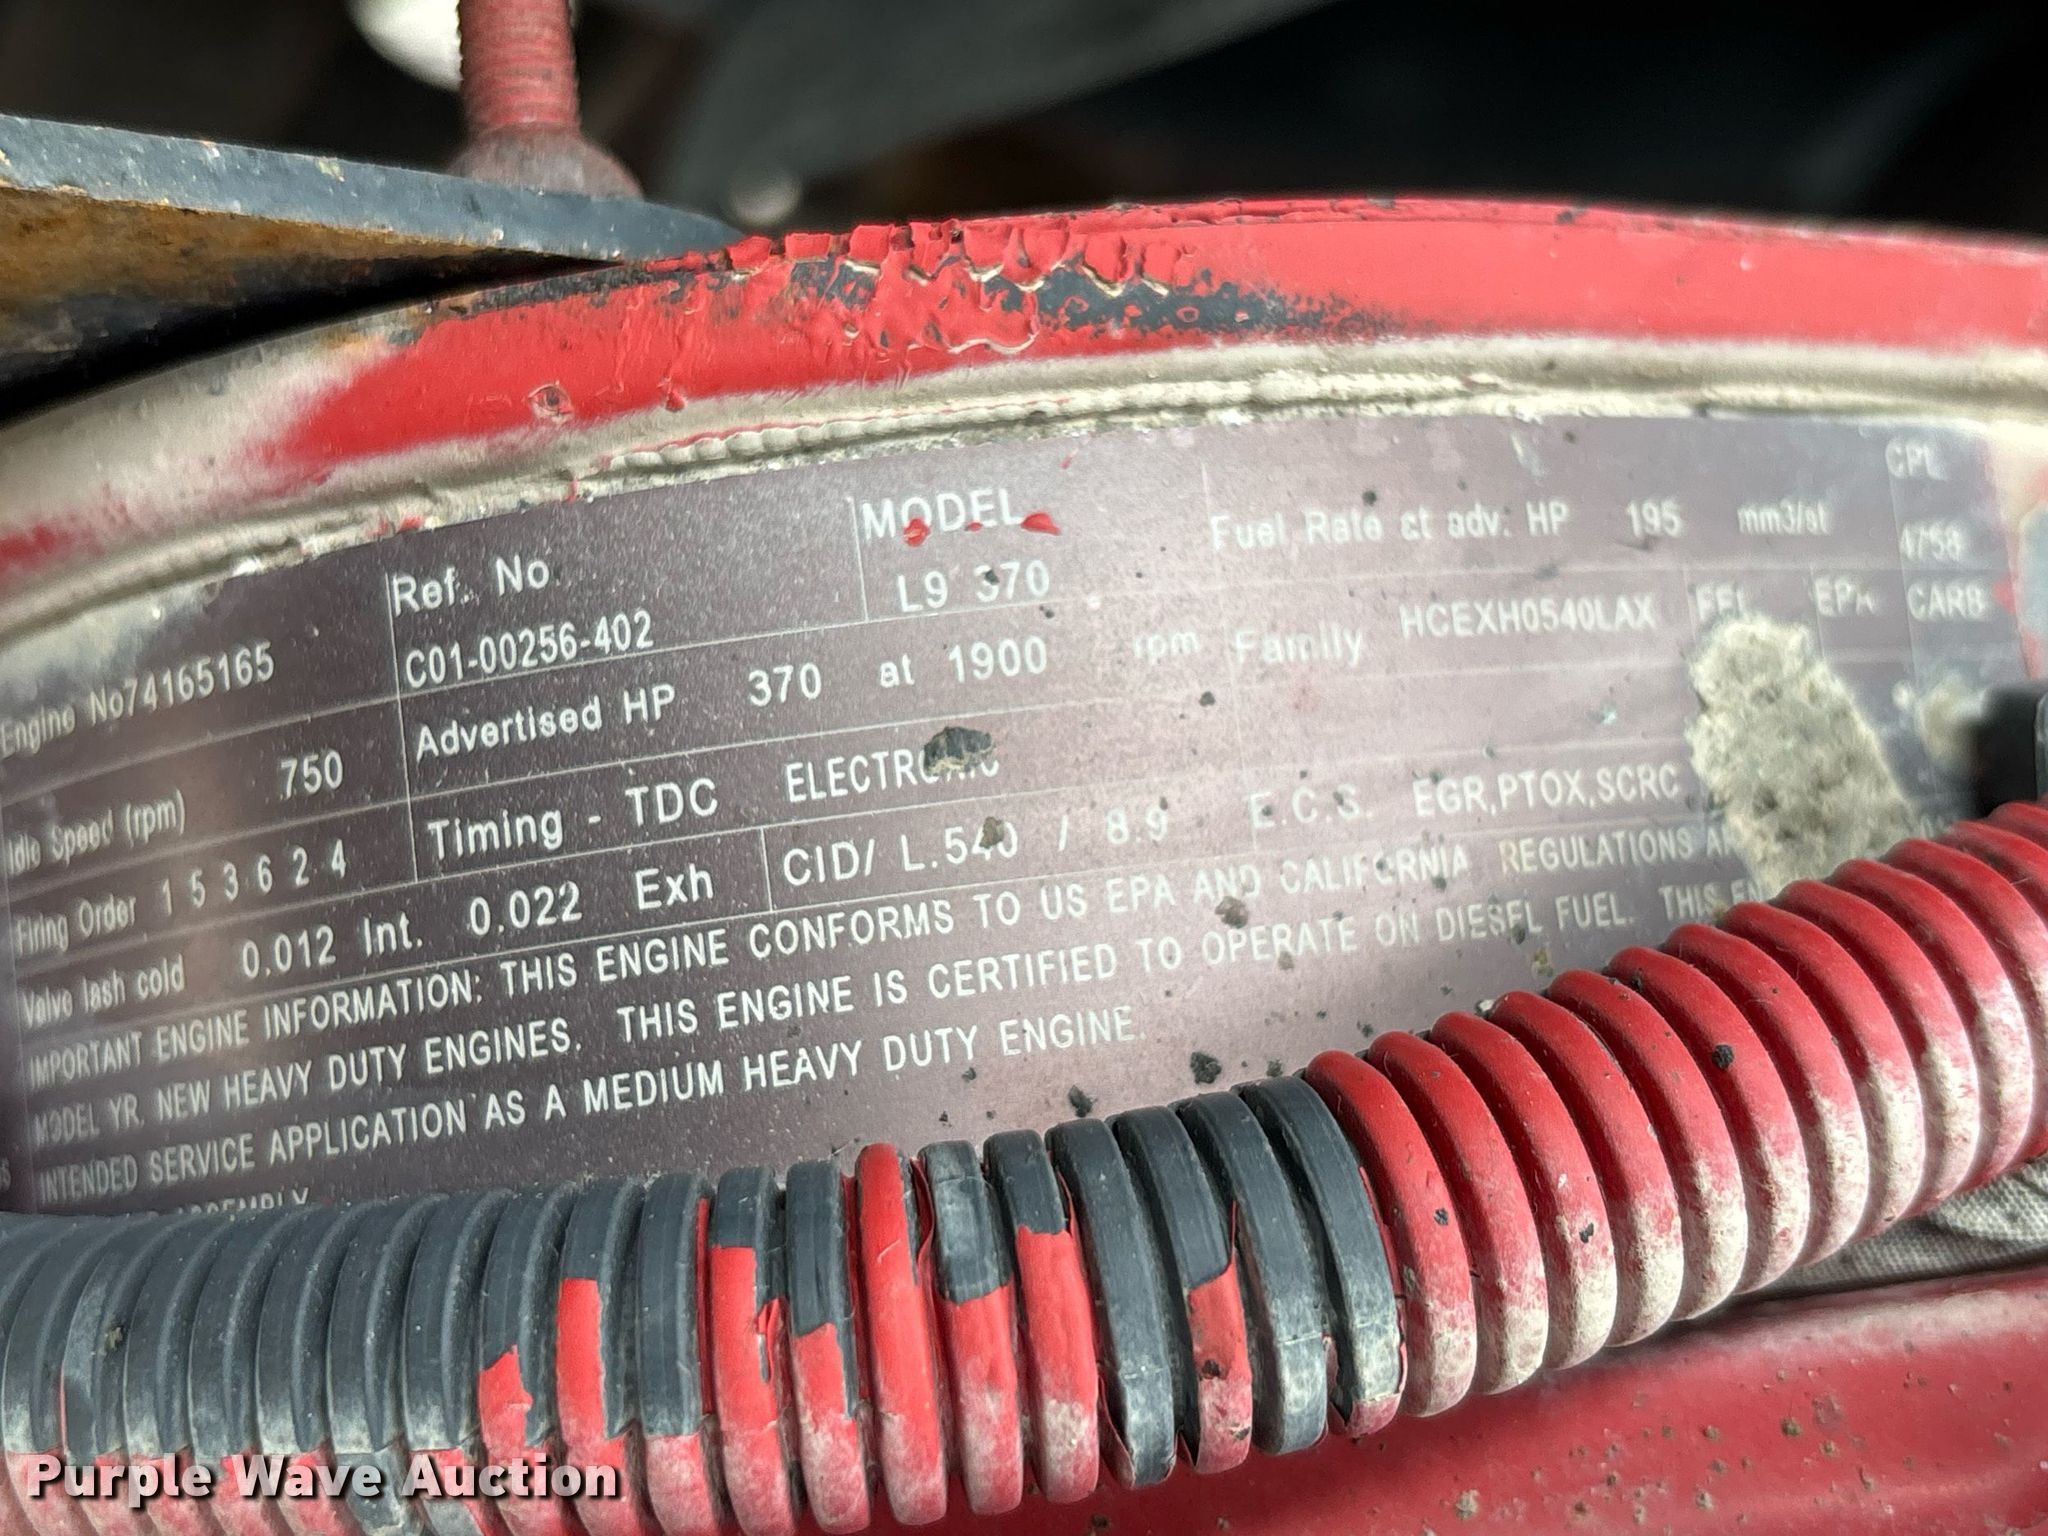 Engine No 74165165 Ref. No C01-00256-402 MODEL L9 370 Fuel Rate at adv. HP 195 mm3/st CPL 4758
Idle Speed (rpm) 750 Advertised HP 370 at 1900 rpm Family HCEXH0540LAX CARB
Firing Order 1 5 3 6 2 4 Timing - TDC ELECTRONIC
Valve lash cold 0.012 Int. 0.022 Exh CID/ L. 540 / 8.9 E.C.S. EGR,PTOX,SCRC
IMPORTANT ENGINE INFORMATION: THIS ENGINE CONFORMS TO US EPA AND CALIFORNIA REGULATIONS
MODEL YR. NEW HEAVY DUTY ENGINES. THIS ENGINE IS CERTIFIED TO OPERATE ON DIESEL FUEL. THIS
INTENDED SERVICE APPLICATION AS A MEDIUM HEAVY DUTY ENGINE.
Purple Wave Auction